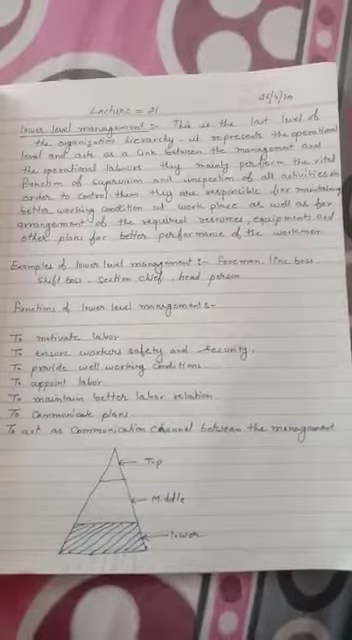 26/4/20
Lecture = 21
Lower level management :- This is the last level of
the organisation hierarchy. it represents the operational
level and acts as a link between the management and
the operational labours they mainly perform the vital
function of supervision and inspection of all activities in
order to control them they are responsible for maintaining
better working condition at work place as well as for
arrangement of the required resources, equipments and
other plans for better performance of the workmen.
Examples of lower level management :- foreman, line boss,
shift boss, section chief, head person
Functions of lower level management :-
To motivate labor
To ensure workers safety and security.
To provide well working conditions.
To appoint labor
To maintain better labor relation.
To communicate plans
To act as communication channel between the management
Top
Middle
Lower